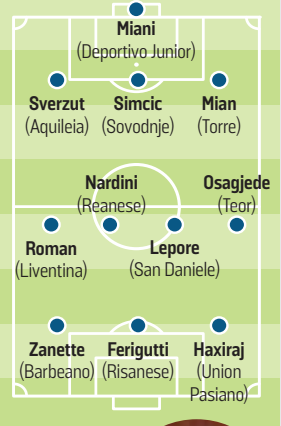 Miani
(Deportivo Junior)
Sverzut Simcic Mian
(Aquileia) (Sovodnje) (Torre)
Nardini Osagjede
(Reanese) (Teor)
Roman Lepore
(Liventina) (San Daniele)
Zanette Ferigutti Haxiraj
(Barbeano) (Risanese) (Union
Pasiano)